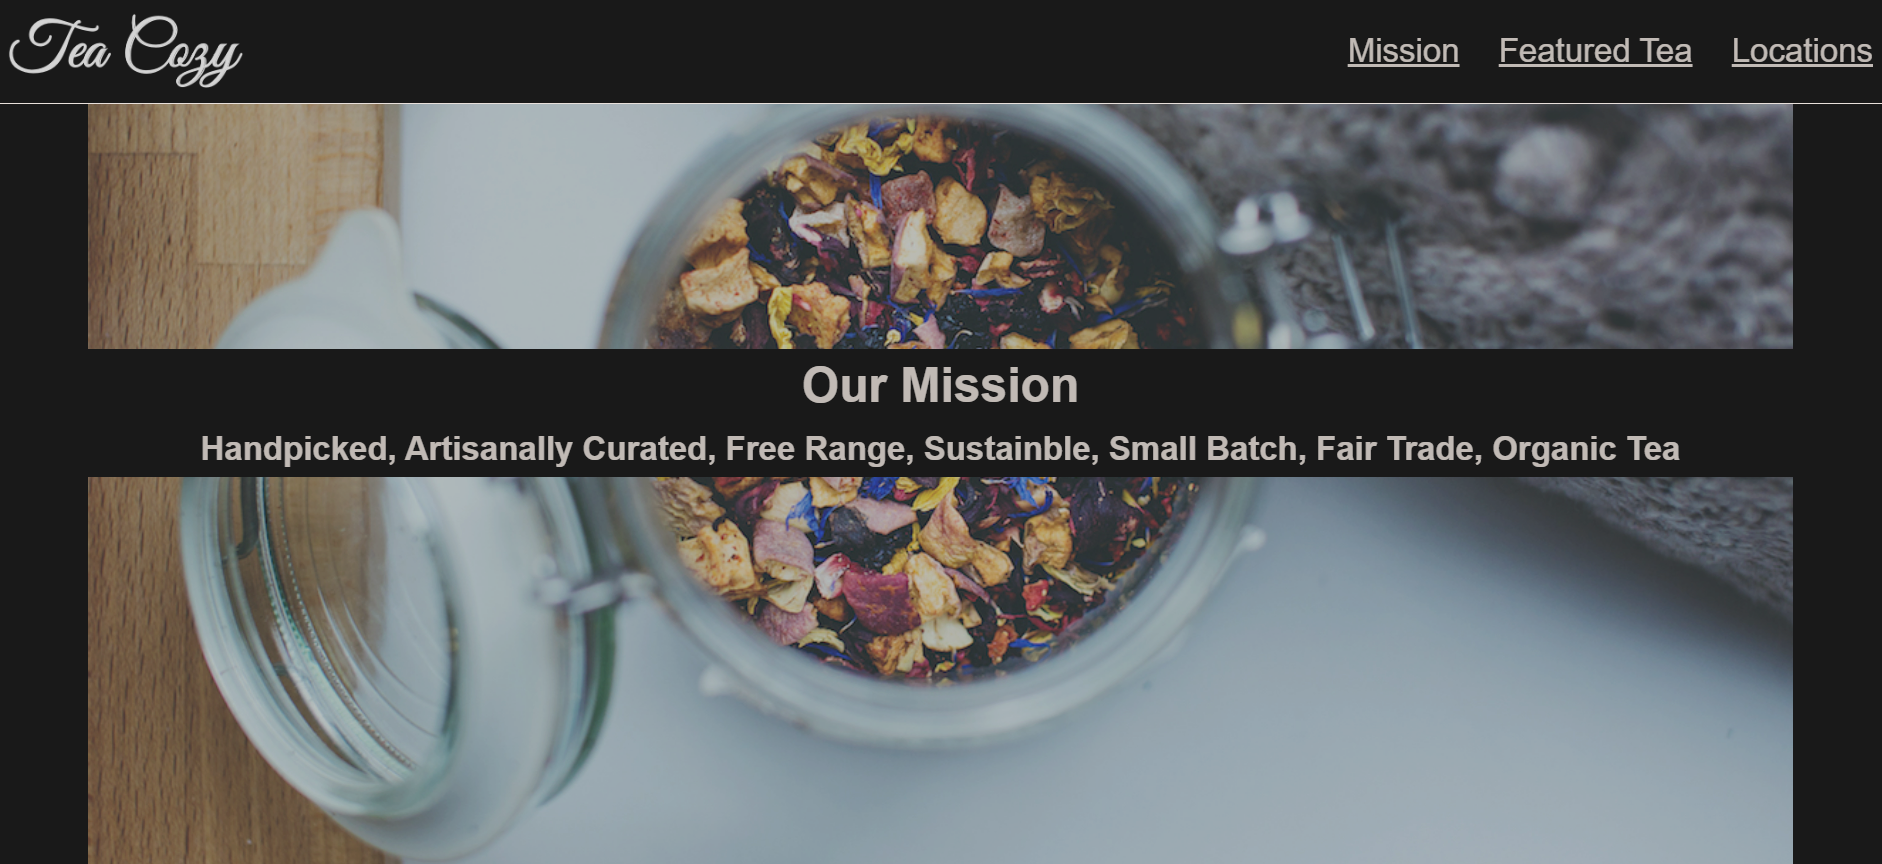 Tea Cozy
Mission Featured Tea Locations
Our Mission
Handpicked, Artisanally Curated, Free Range, Sustainble, Small Batch, Fair Trade, Organic Tea